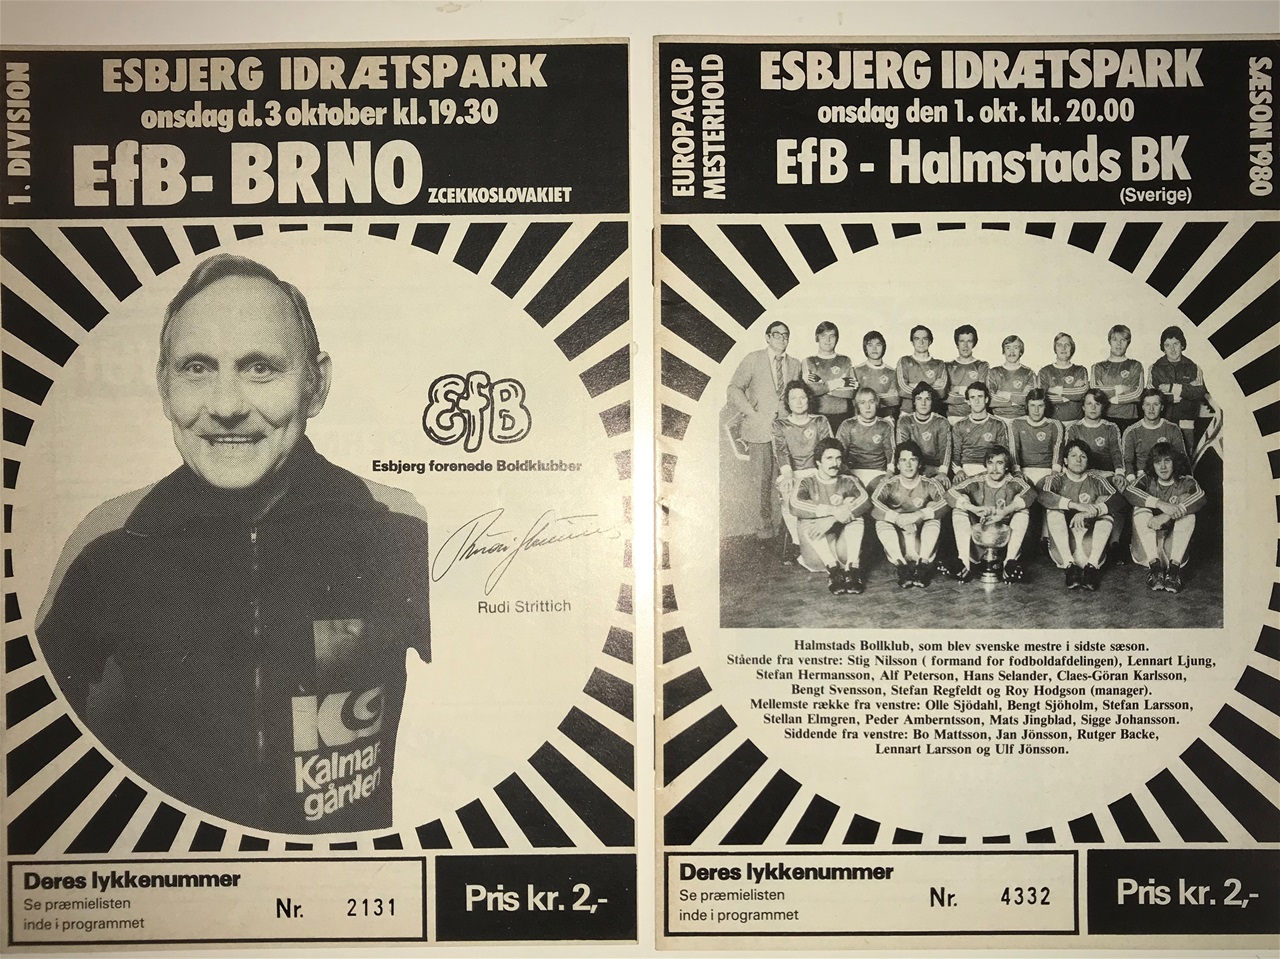 1. DIVISION
ESBJERG IDRÆTSPARK
onsdag d. 3 oktober kl. 19.30
EfB - BRNO
ZCEKKOSLOVAKIET
EfB
Esbjerg forenede Boldklubber
Rudi Strittich
KS
Kalmar
gården
Deres lykkenummer
Se præmielisten
inde i programmet
Nr. 2131
Pris kr. 2,-
EUROPACUP
MESTERHOLD
ESBJERG IDRÆTSPARK
onsdag den 1. okt. kl. 20.00
EfB - Halmstads BK
(Sverige)
SÆSON 1980
Halmstads Bollklub, som blev svenske mestre i sidste sæson.
Stående fra venstre: Stig Nilsson ( formand for fodboldafdelingen), Lennart Ljung,
Stefan Hermansson, Alf Peterson, Hans Selander, Claes-Göran Karlsson,
Bengt Svensson, Stefan Regfeldt og Roy Hodgson (manager).
Mellemste række fra venstre: Olle Sjödahl, Bengt Sjöholm, Stefan Larsson,
Stellan Elmgren, Peder Amberntsson, Mats Jingblad, Sigge Johansson.
Siddende fra venstre: Bo Mattsson, Jan Jönsson, Rutger Backe,
Lennart Larsson og Ulf Jönsson.
Deres lykkenummer
Se præmielisten
inde i programmet
Nr. 4332
Pris kr. 2,-